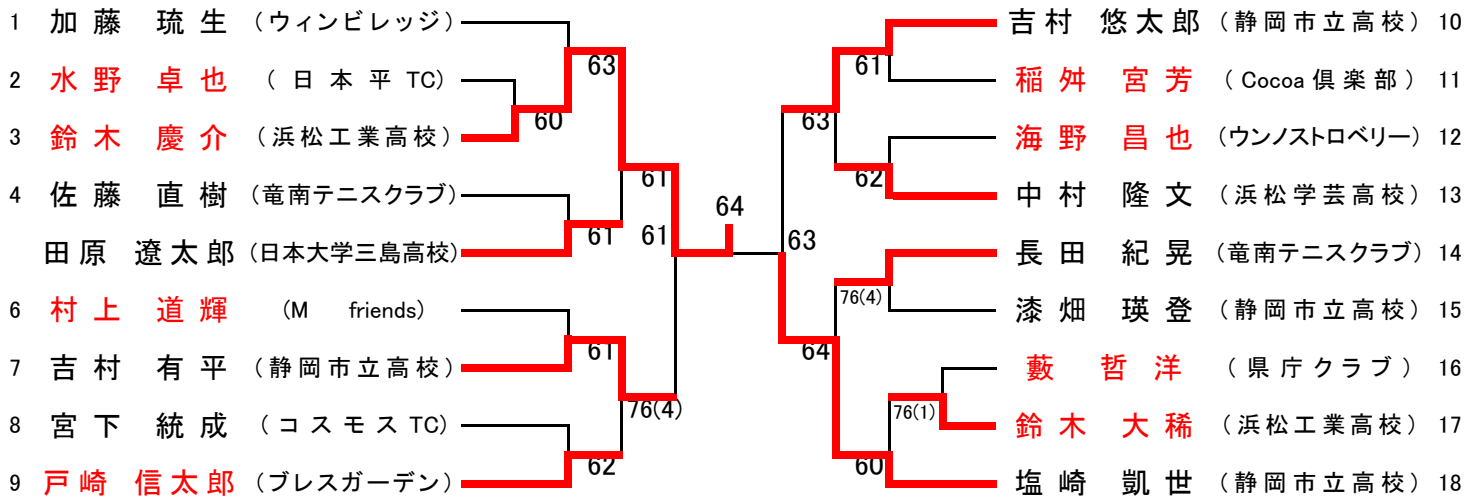 1 加藤 琉生 (ウィンビレッジ)
2 水野 卓也 (日本平TC)
3 鈴木 慶介 (浜松工業高校)
4 佐藤 直樹 (竜南テニスクラブ)
田原 遼太郎 (日本大学三島高校)
6 村上 道輝 (M friends)
7 吉村 有平 (静岡市立高校)
8 宮下 統成 (コスモスTC)
9 戸崎 信太郎 (ブレスガーデン)
63
60
61
61
61
61
76(4)
62
64
63
61
63
62
76(4)
64
76(1)
60
吉村 悠太郎 (静岡市立高校) 10
稲舛 宮芳 (Cocoa倶楽部) 11
海野 昌也 (ウンノストロベリー) 12
中村 隆文 (浜松学芸高校) 13
長田 紀晃 (竜南テニスクラブ) 14
漆畑 瑛登 (静岡市立高校) 15
藪 哲洋 (県庁クラブ) 16
鈴木 大稀 (浜松工業高校) 17
塩崎 凱世 (静岡市立高校) 18